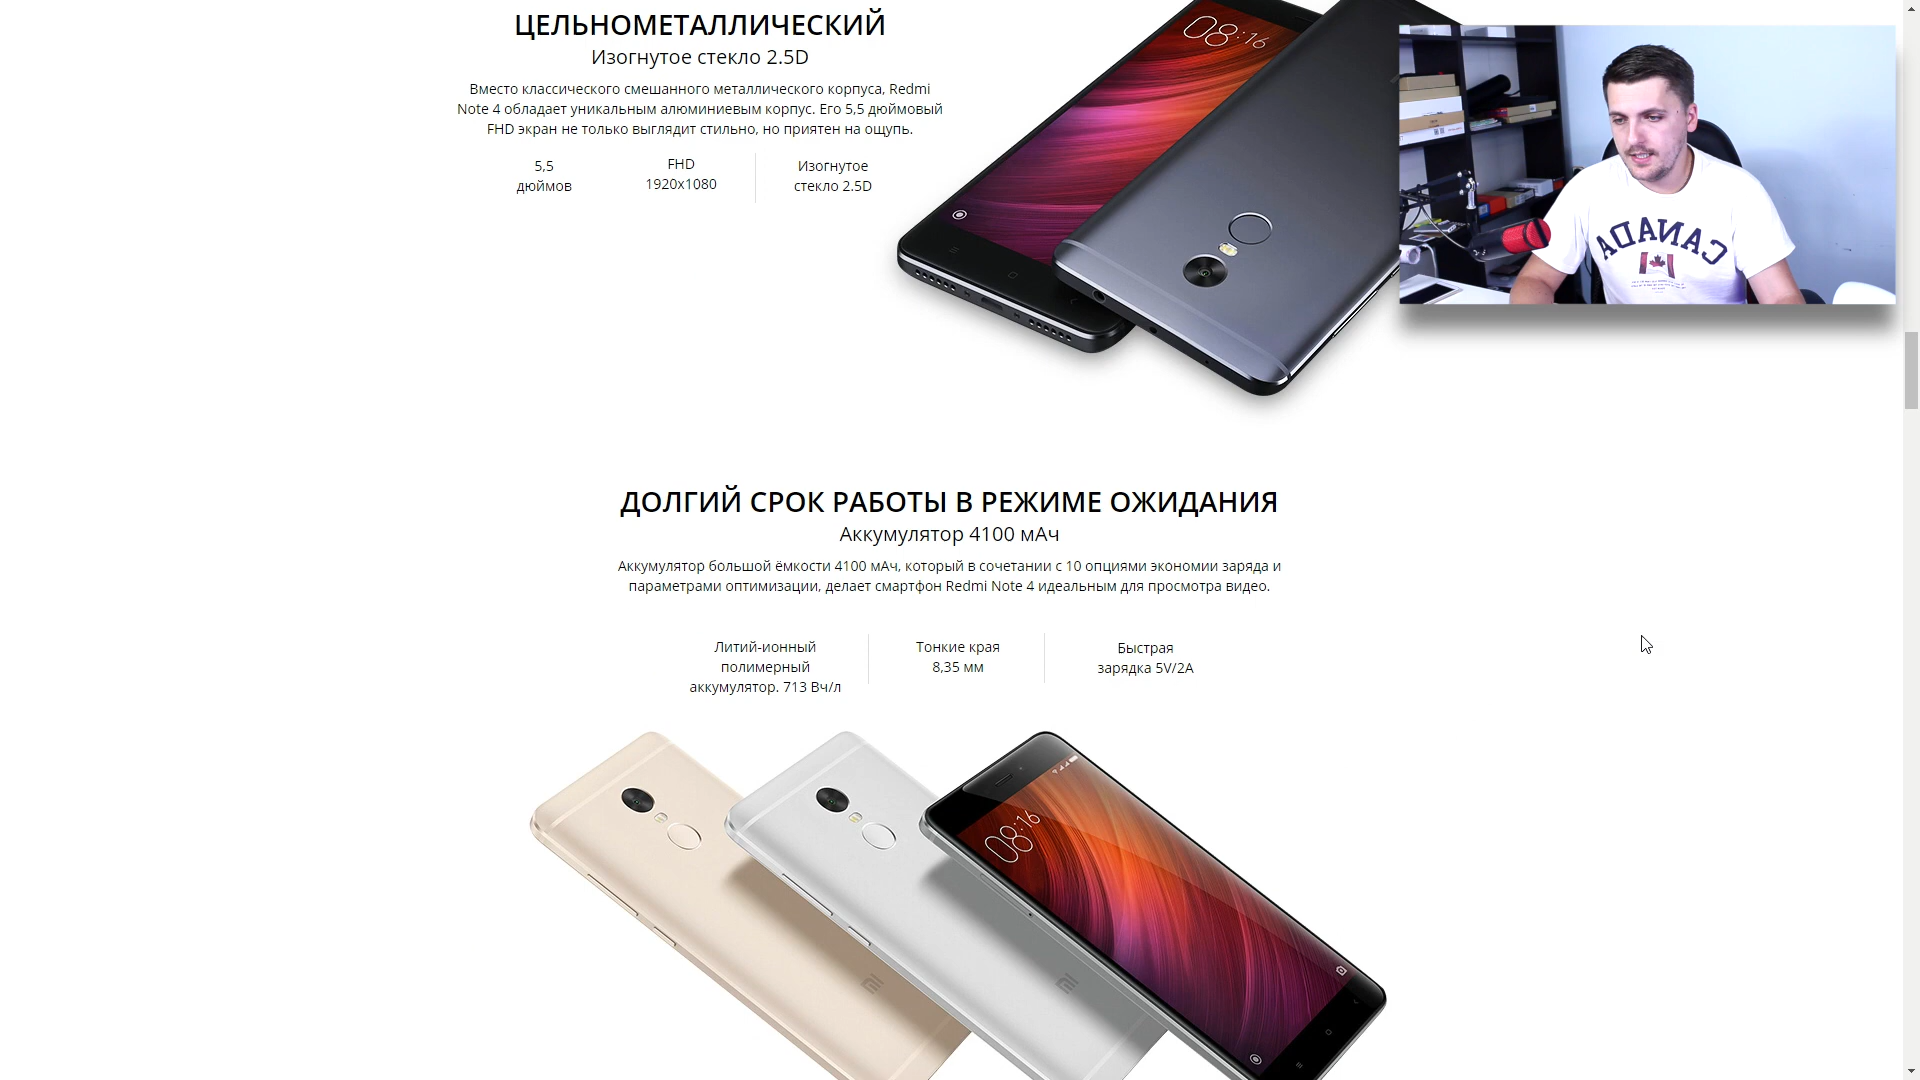 ЦЕЛЬНОМЕТАЛЛИЧЕСКИЙ
Изогнутое стекло 2.5D
Вместо классического смешанного металлического корпуса, Redmi
Note 4 обладает уникальным алюминиевым корпус. Его 5,5 дюймовый
FHD экран не только выглядит стильно, но приятен на ощупь.
5,5
дюймов
FHD
1920x1080
Изогнутое
стекло 2.5D
08:16
CANADA
ДОЛГИЙ СРОК РАБОТЫ В РЕЖИМЕ ОЖИДАНИЯ
Аккумулятор 4100 мАч
Аккумулятор большой ёмкости 4100 мАч, который в сочетании с 10 опциями экономии заряда и
параметрами оптимизации, делает смартфон Redmi Note 4 идеальным для просмотра видео.
Литий-ионный
полимерный
аккумулятор. 713 Вч/л
Тонкие края
8,35 мм
Быстрая
зарядка 5V/2A
08:16
mi
mi